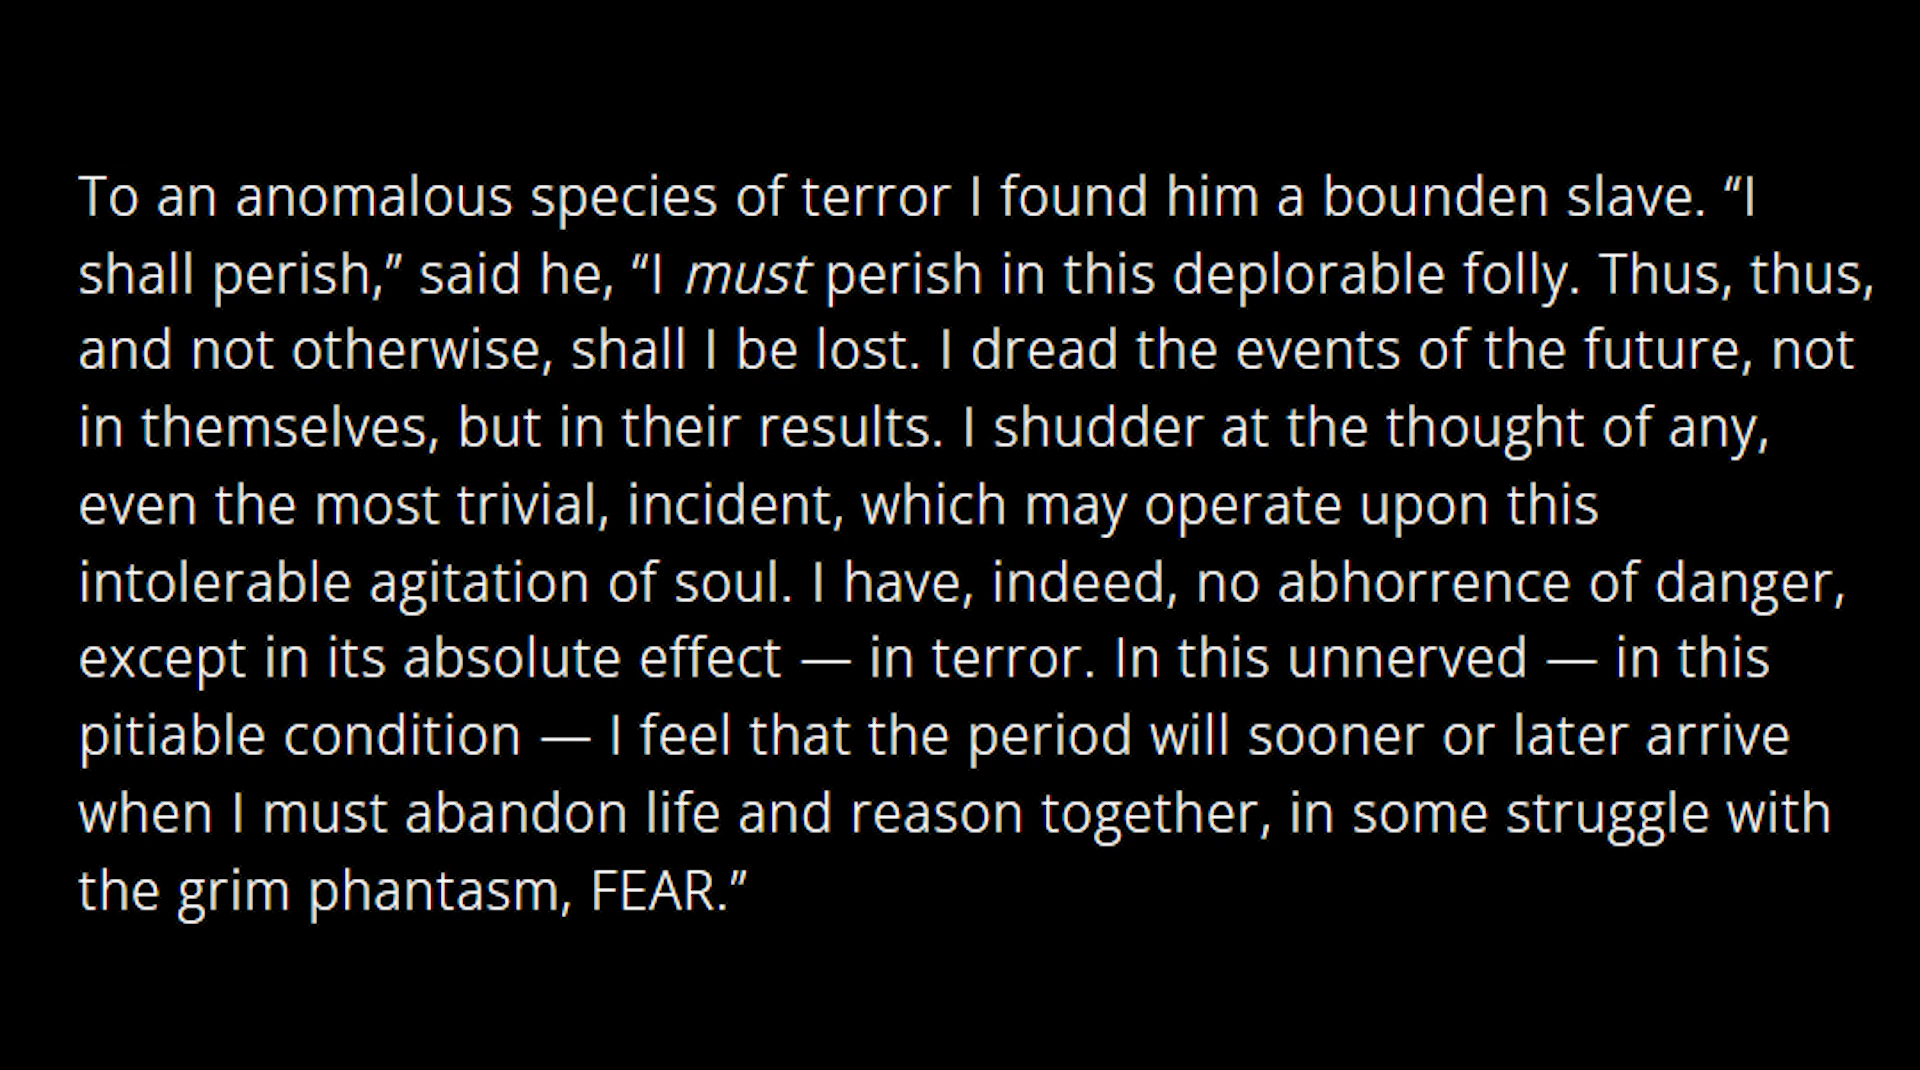 To an anomalous species of terror I found him a bounden slave. “I
shall perish,” said he, “I must perish in this deplorable folly. Thus, thus,
and not otherwise, shall I be lost. I dread the events of the future, not
in themselves, but in their results. I shudder at the thought of any,
even the most trivial, incident, which may operate upon this
intolerable agitation of soul. I have, indeed, no abhorrence of danger,
except in its absolute effect — in terror. In this unnerved — in this
pitiable condition — I feel that the period will sooner or later arrive
when I must abandon life and reason together, in some struggle with
the grim phantasm, FEAR.”